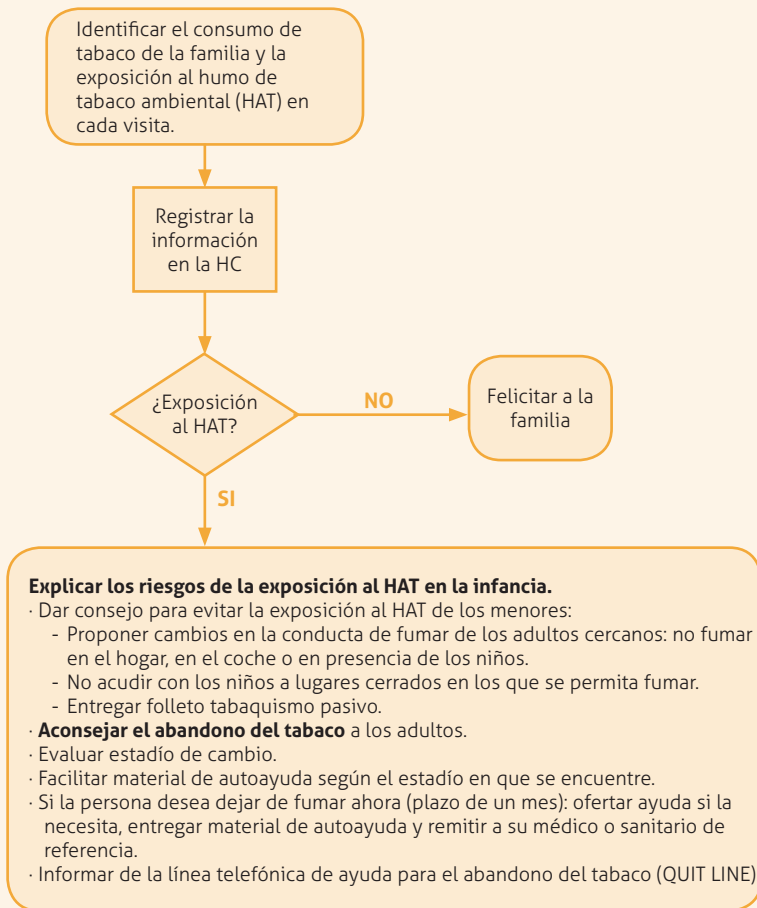 Identificar el consumo de
tabaco de la familia y la
exposición al humo de
tabaco ambiental (HAT) en
cada visita.
Registrar la
información
en la HC
¿Exposición
al HAT?
NO
Felicitar a la
familia
SI
Explicar los riesgos de la exposición al HAT en la infancia.
· Dar consejo para evitar la exposición al HAT de los menores:
- Proponer cambios en la conducta de fumar de los adultos cercanos: no fumar
en el hogar, en el coche o en presencia de los niños.
- No acudir con los niños a lugares cerrados en los que se permita fumar.
- Entregar folleto tabaquismo pasivo.
· Aconsejar el abandono del tabaco a los adultos.
· Evaluar estadío de cambio.
· Facilitar material de autoayuda según el estadío en que se encuentre.
· Si la persona desea dejar de fumar ahora (plazo de un mes): ofertar ayuda si la
necesita, entregar material de autoayuda y remitir a su médico o sanitario de
referencia.
· Informar de la línea telefónica de ayuda para el abandono del tabaco (QUIT LINE)